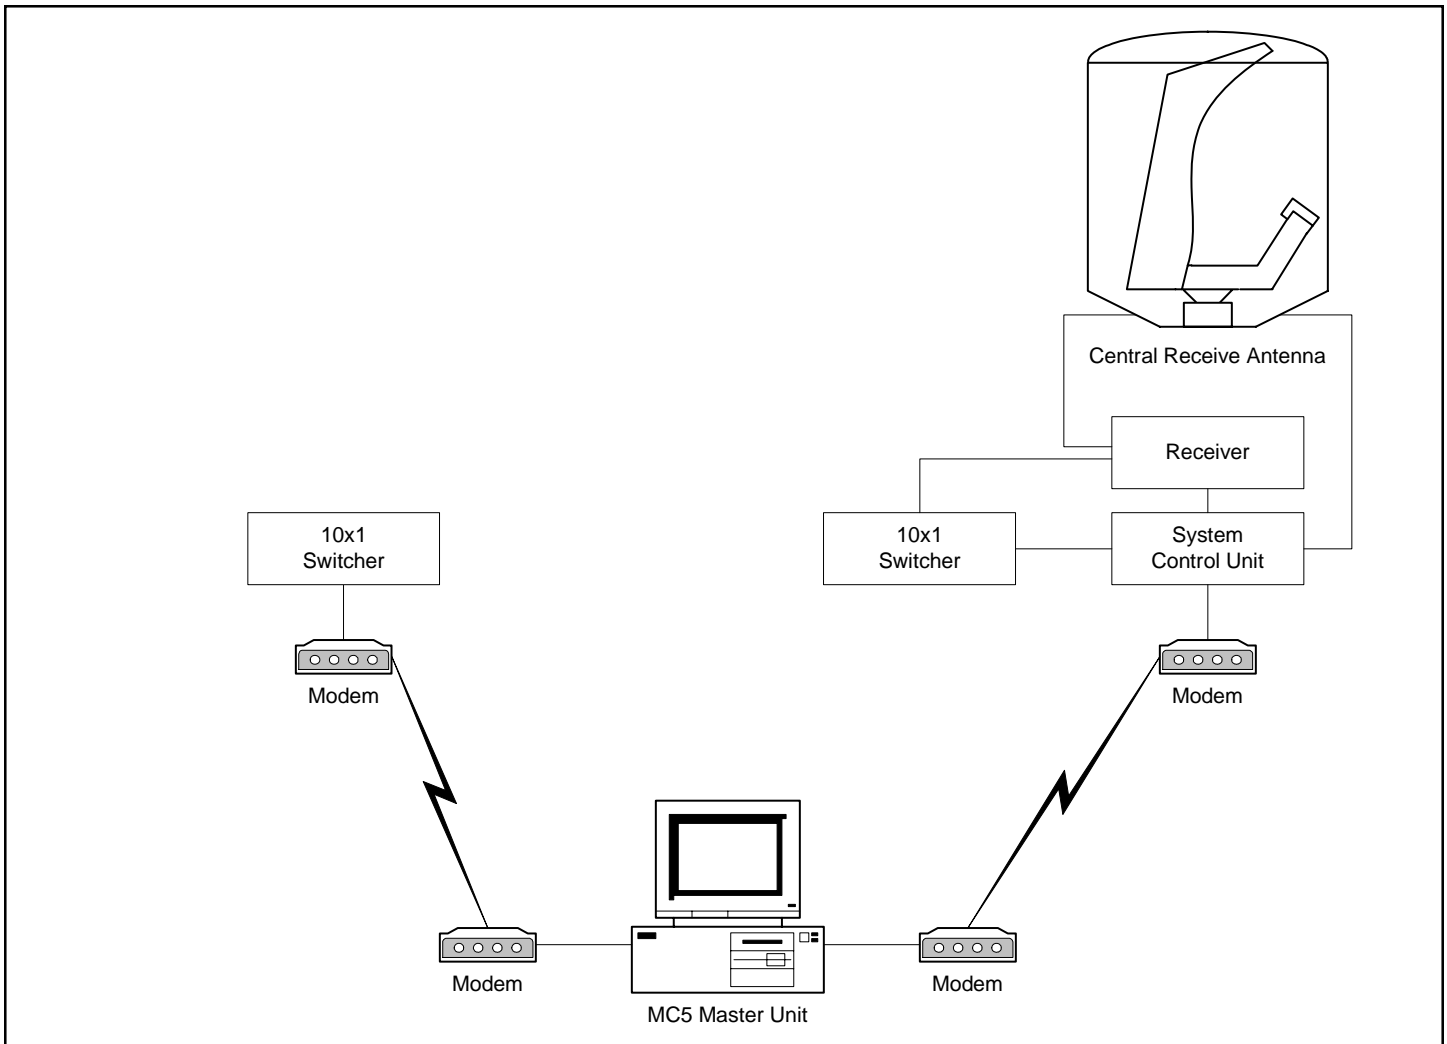 Central Receive Antenna
Receiver
10x1
Switcher
10x1
Switcher
System
Control Unit
Modem
Modem
Modem
Modem
MC5 Master Unit